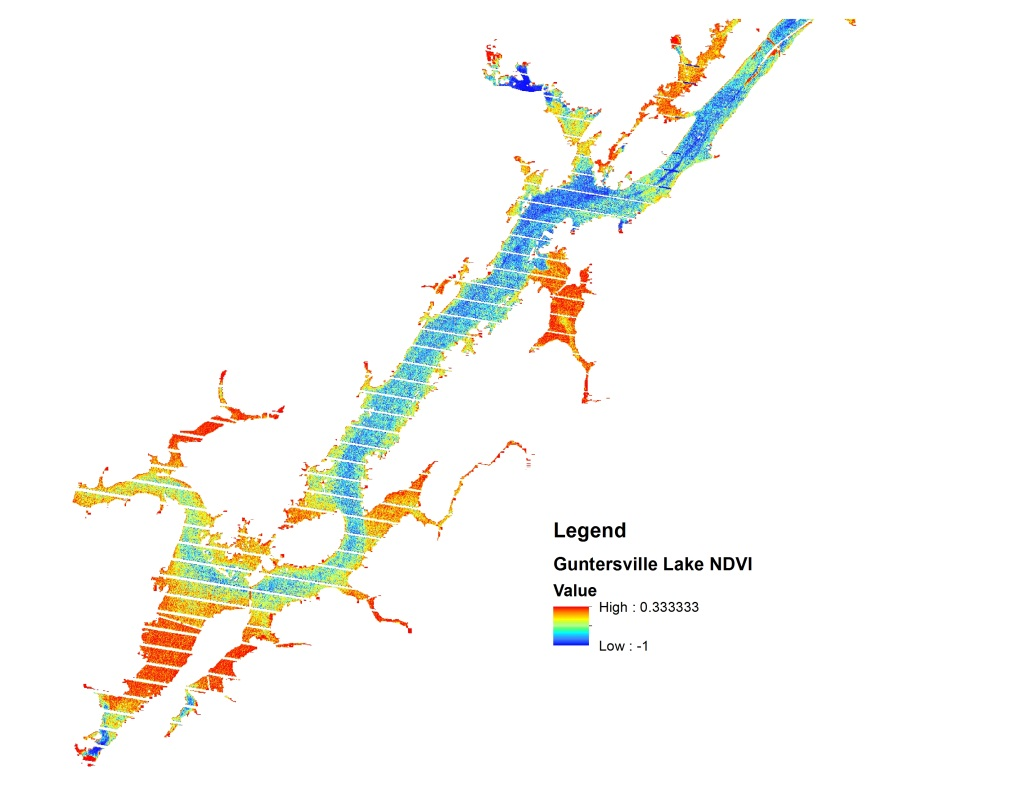 Legend
Guntersville Lake NDVI
Value
High : 0.333333
Low : -1